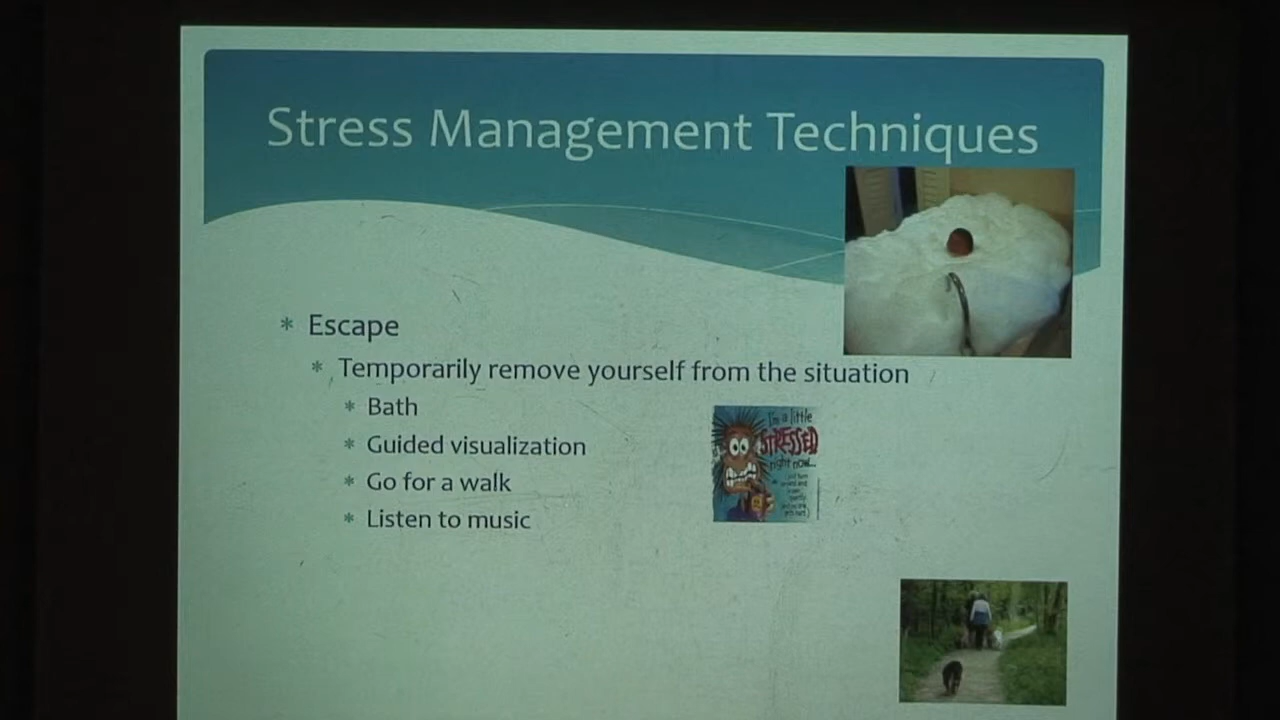 Stress Management Techniques
* Escape
* Temporarily remove yourself from the situation
* Bath
* Guided visualization
* Go for a walk
* Listen to music
I'm a little
STRESSED
right now...